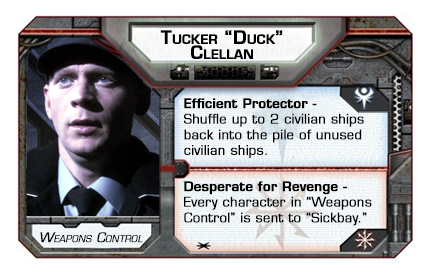 TUCKER "DUCK"
CLELLAN
Efficient Protector -
Shuffle up to 2 civilian ships
back into the pile of unused
civilian ships.
Desperate for Revenge -
Every character in "Weapons
Control" is sent to "Sickbay."
WEAPONS CONTROL